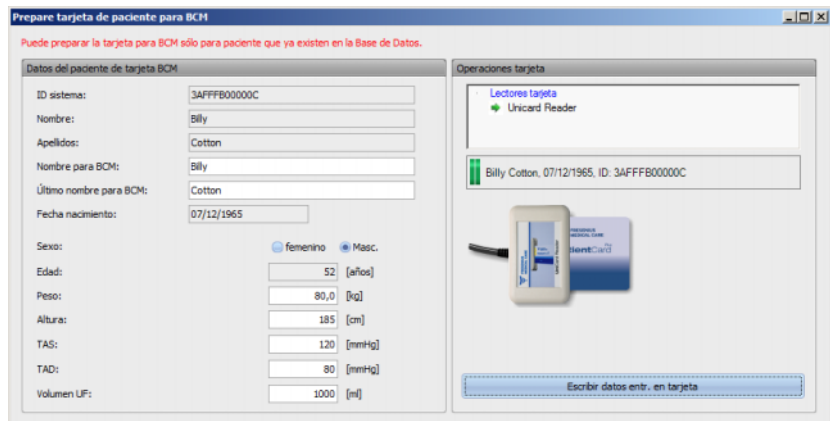 Prepare tarjeta de paciente para BCM
Puede preparar la tarjeta para BCM sólo para paciente que ya existen en la Base de Datos.
Datos del paciente de tarjeta BCM
ID sistema: 3AFFFB00000C
Nombre: Billy
Apellidos: Cotton
Nombre para BCM: Billy
Último nombre para BCM: Cotton
Fecha nacimiento: 07/12/1965
Sexo: femenino Masc.
Edad: 52 [años]
Peso: 80,0 [kg]
Altura: 185 [cm]
TAS: 120 [mmHg]
TAD: 80 [mmHg]
Volumen UF: 1000 [ml]
Operaciones tarjeta
Lectores tarjeta
Unicard Reader
Billy Cotton, 07/12/1965, ID: 3AFFFB00000C
FRESENIUS
MEDICAL CARE
tientCard
Escribir datos entr. en tarjeta